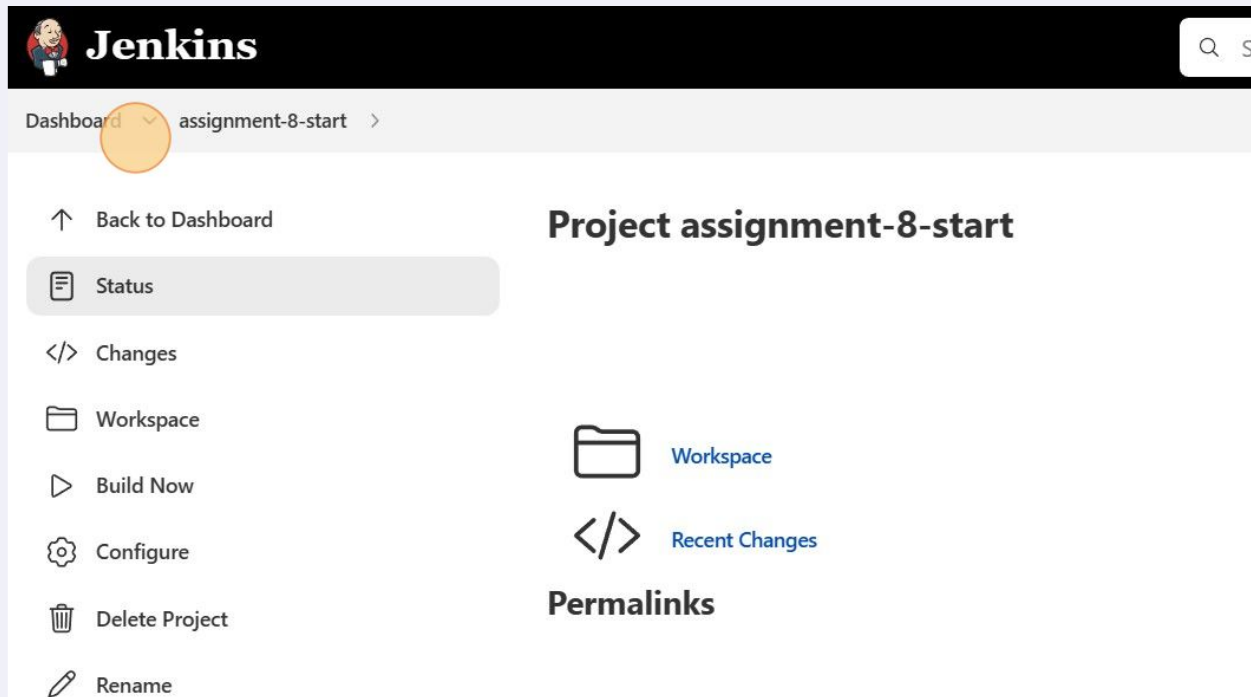 Jenkins
Dashboard assignment-8-start
Back to Dashboard
Status
Changes
Workspace
Build Now
Configure
Delete Project
Rename
Project assignment-8-start
Workspace
Recent Changes
Permalinks